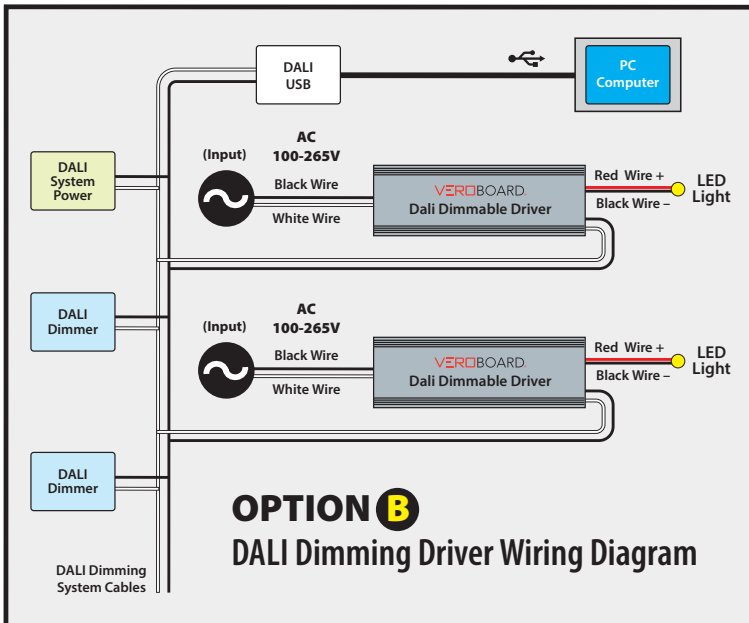 DALI
USB
PC
Computer
DALI
System
Power
(Input)
AC
100-265V
Black Wire
White Wire
VEROBOARD.
Dali Dimmable Driver
Red Wire +
Black Wire –
LED
Light
DALI
Dimmer
(Input)
AC
100-265V
Black Wire
White Wire
VEROBOARD.
Dali Dimmable Driver
Red Wire +
Black Wire –
LED
Light
DALI
Dimmer
OPTION B
DALI Dimming Driver Wiring Diagram
DALI Dimming
System Cables